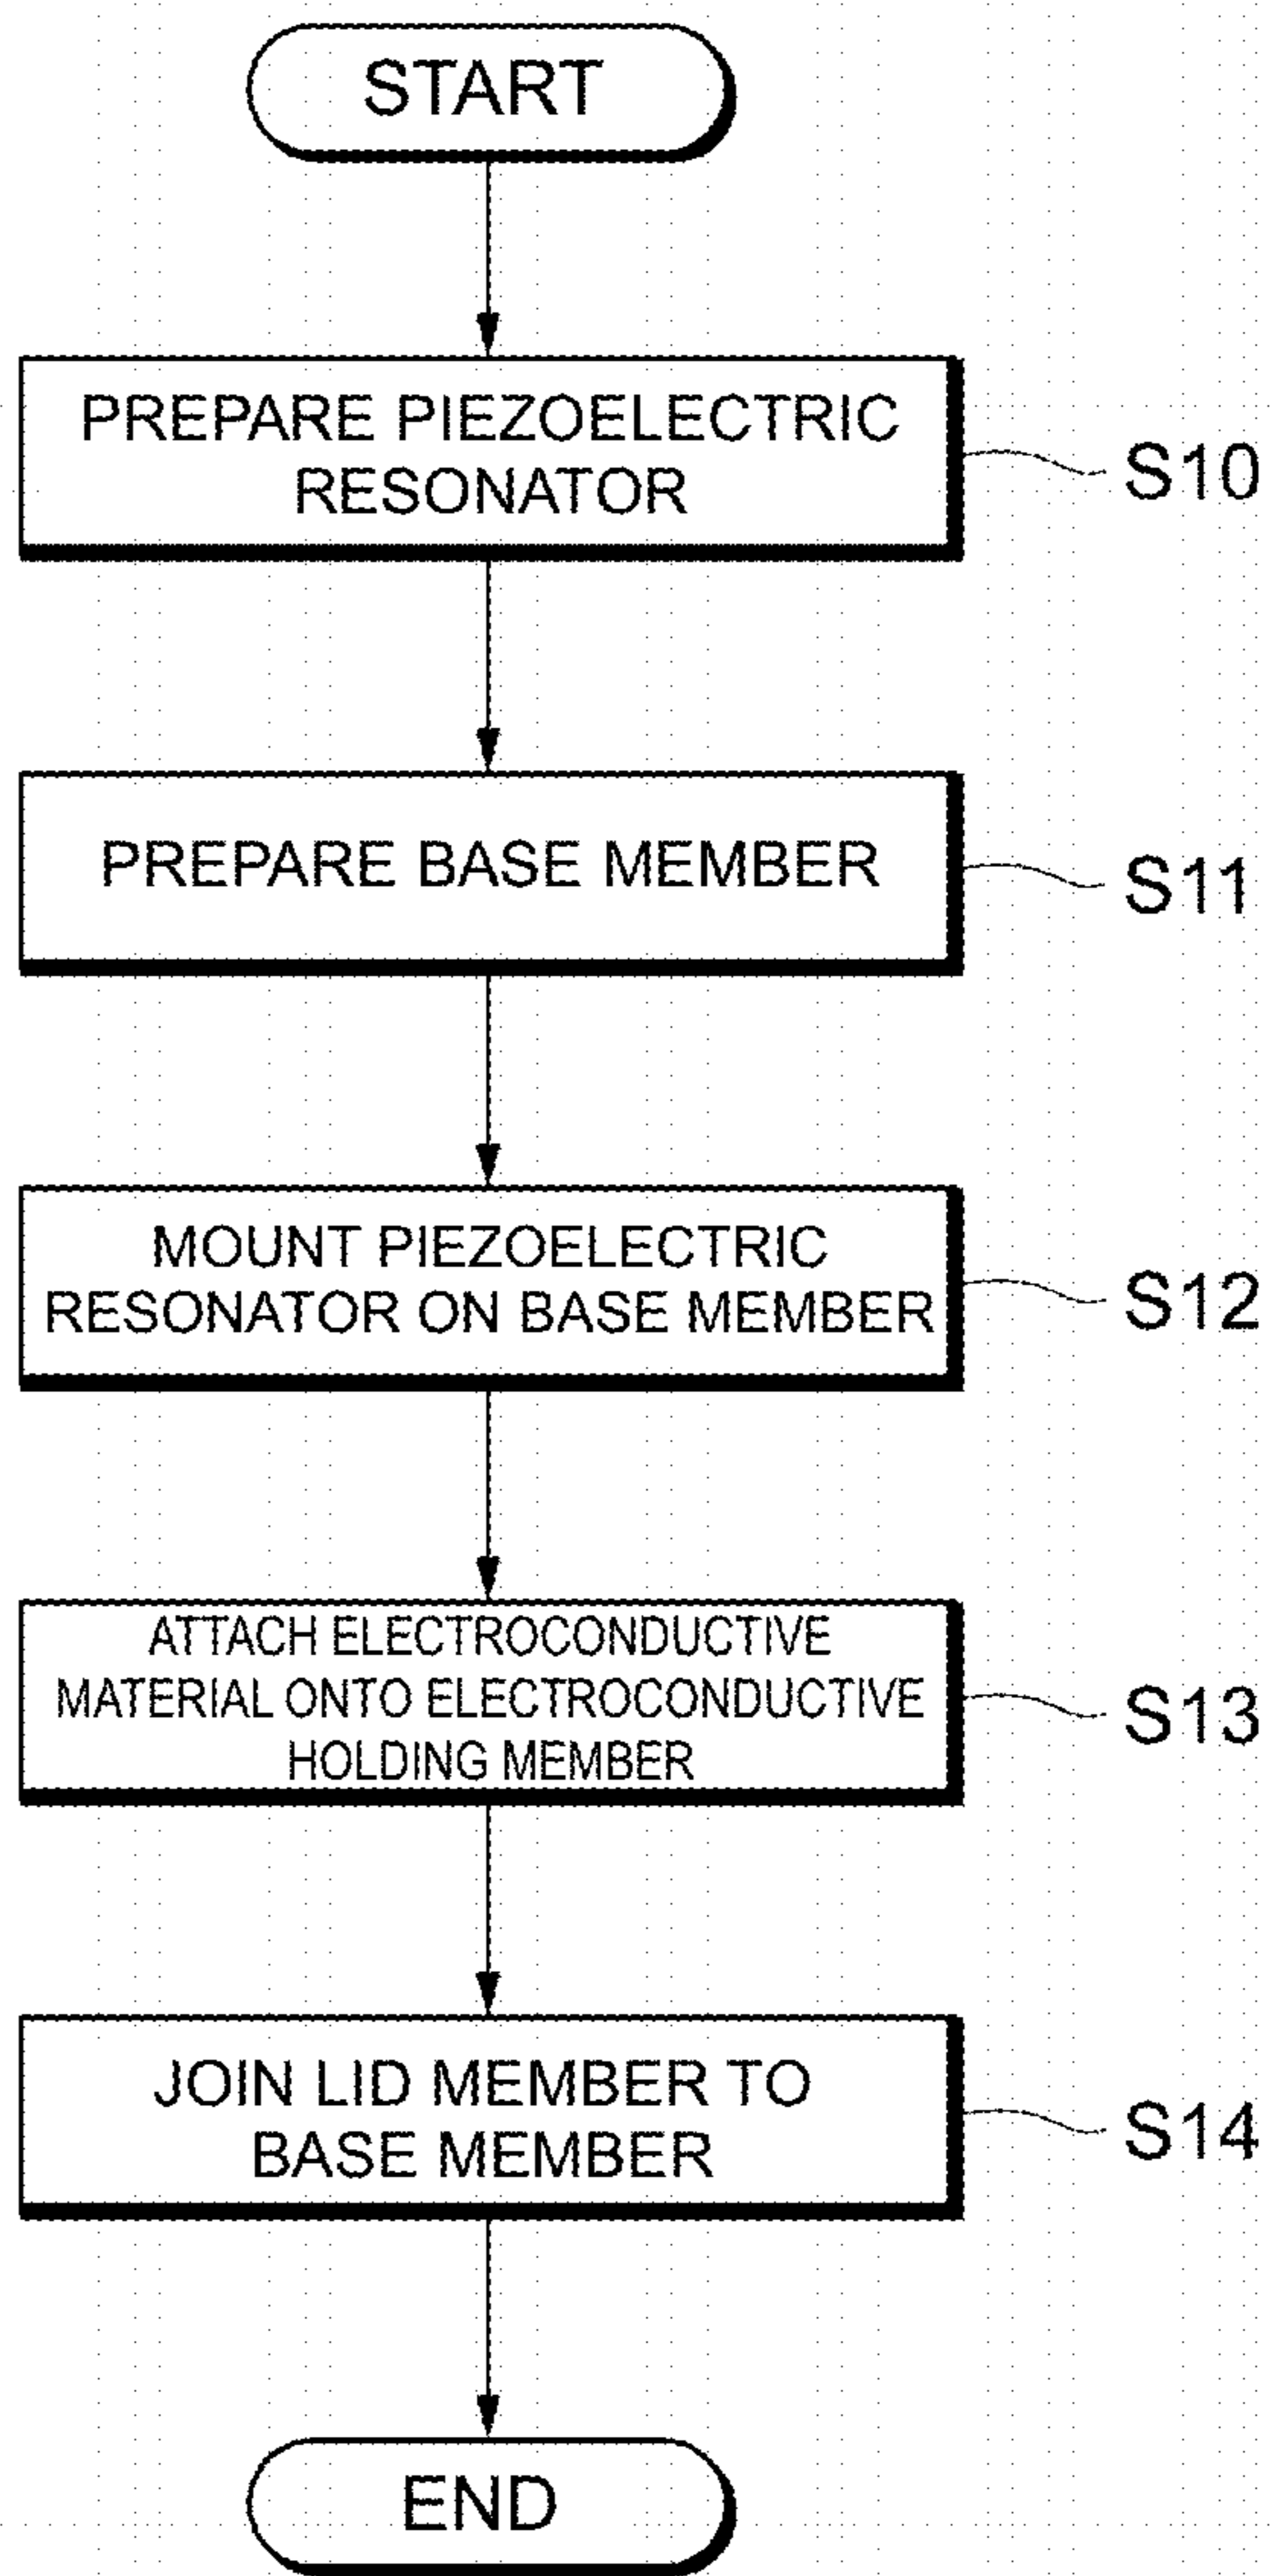 START
PREPARE PIEZOELECTRIC
RESONATOR
S10
PREPARE BASE MEMBER
S11
MOUNT PIEZOELECTRIC
RESONATOR ON BASE MEMBER
S12
ATTACH ELECTROCONDUCTIVE
MATERIAL ONTO ELECTROCONDUCTIVE
HOLDING MEMBER
S13
JOIN LID MEMBER TO
BASE MEMBER
S14
END